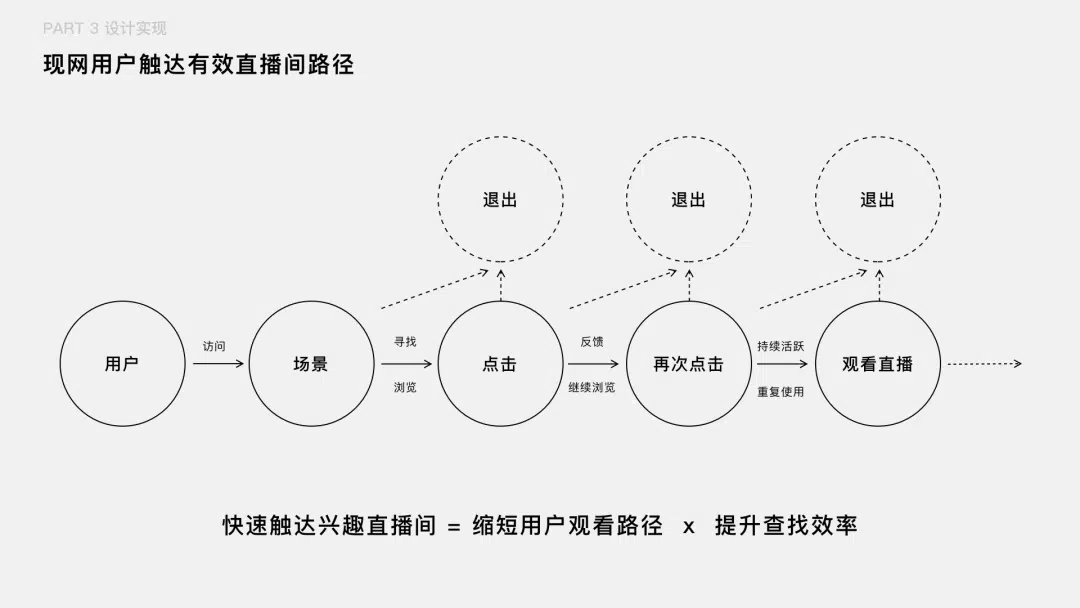 PART 3 设计实现
现网用户触达有效直播间路径
退出
退出
退出
用户
访问
场景
寻找
浏览
点击
反馈
继续浏览
再次点击
持续活跃
重复使用
观看直播
快速触达兴趣直播间 = 缩短用户观看路径 x 提升查找效率